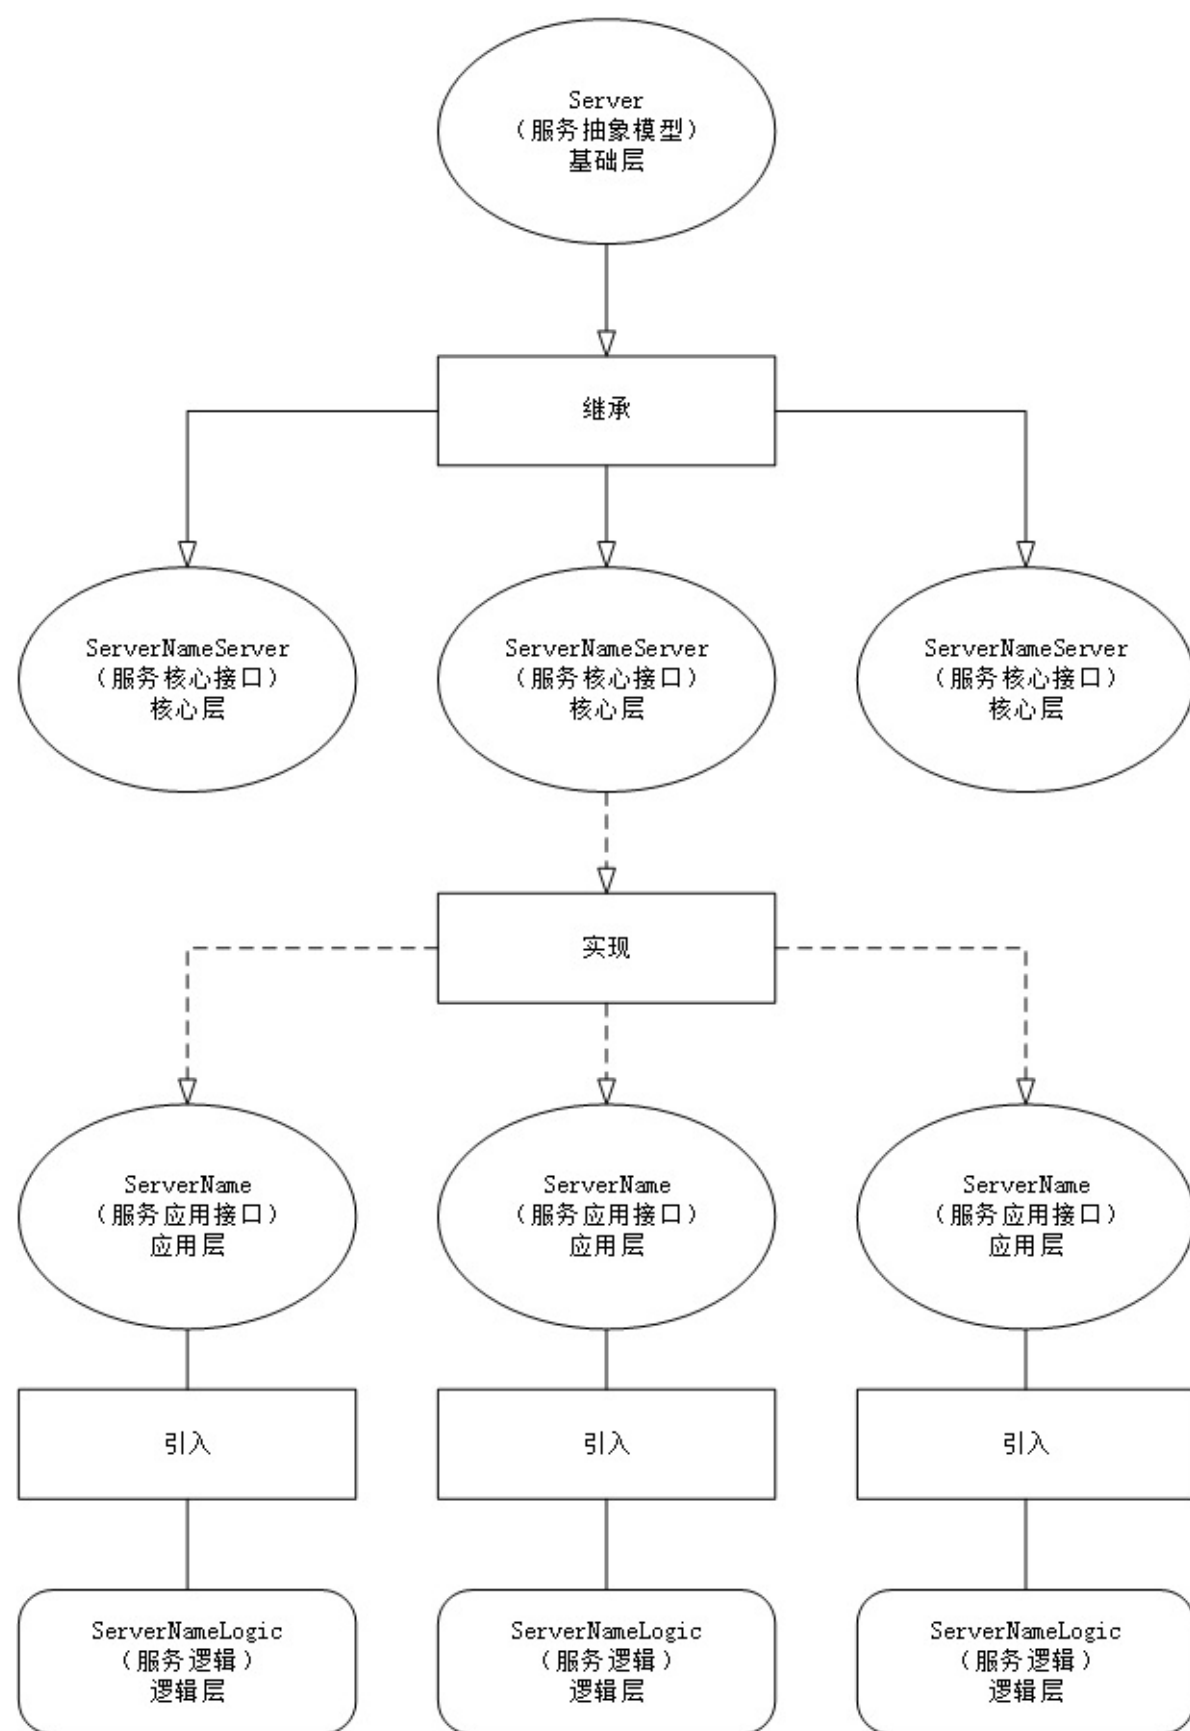 Server
（服务抽象模型）
基础层
继承
ServerNameServer
（服务核心接口）
核心层
ServerNameServer
（服务核心接口）
核心层
ServerNameServer
（服务核心接口）
核心层
实现
ServerName
（服务应用接口）
应用层
ServerName
（服务应用接口）
应用层
ServerName
（服务应用接口）
应用层
引入
引入
引入
ServerNameLogic
（服务逻辑）
逻辑层
ServerNameLogic
（服务逻辑）
逻辑层
ServerNameLogic
（服务逻辑）
逻辑层